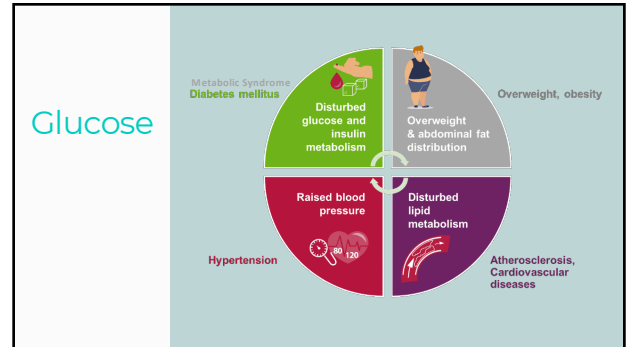 Glucose
Metabolic Syndrome
Diabetes mellitus
Disturbed
glucose and
insulin
metabolism
Overweight
& abdominal fat
distribution
Overweight, obesity
Raised blood
pressure
80
120
Hypertension
Disturbed
lipid
metabolism
Atherosclerosis,
Cardiovascular
diseases